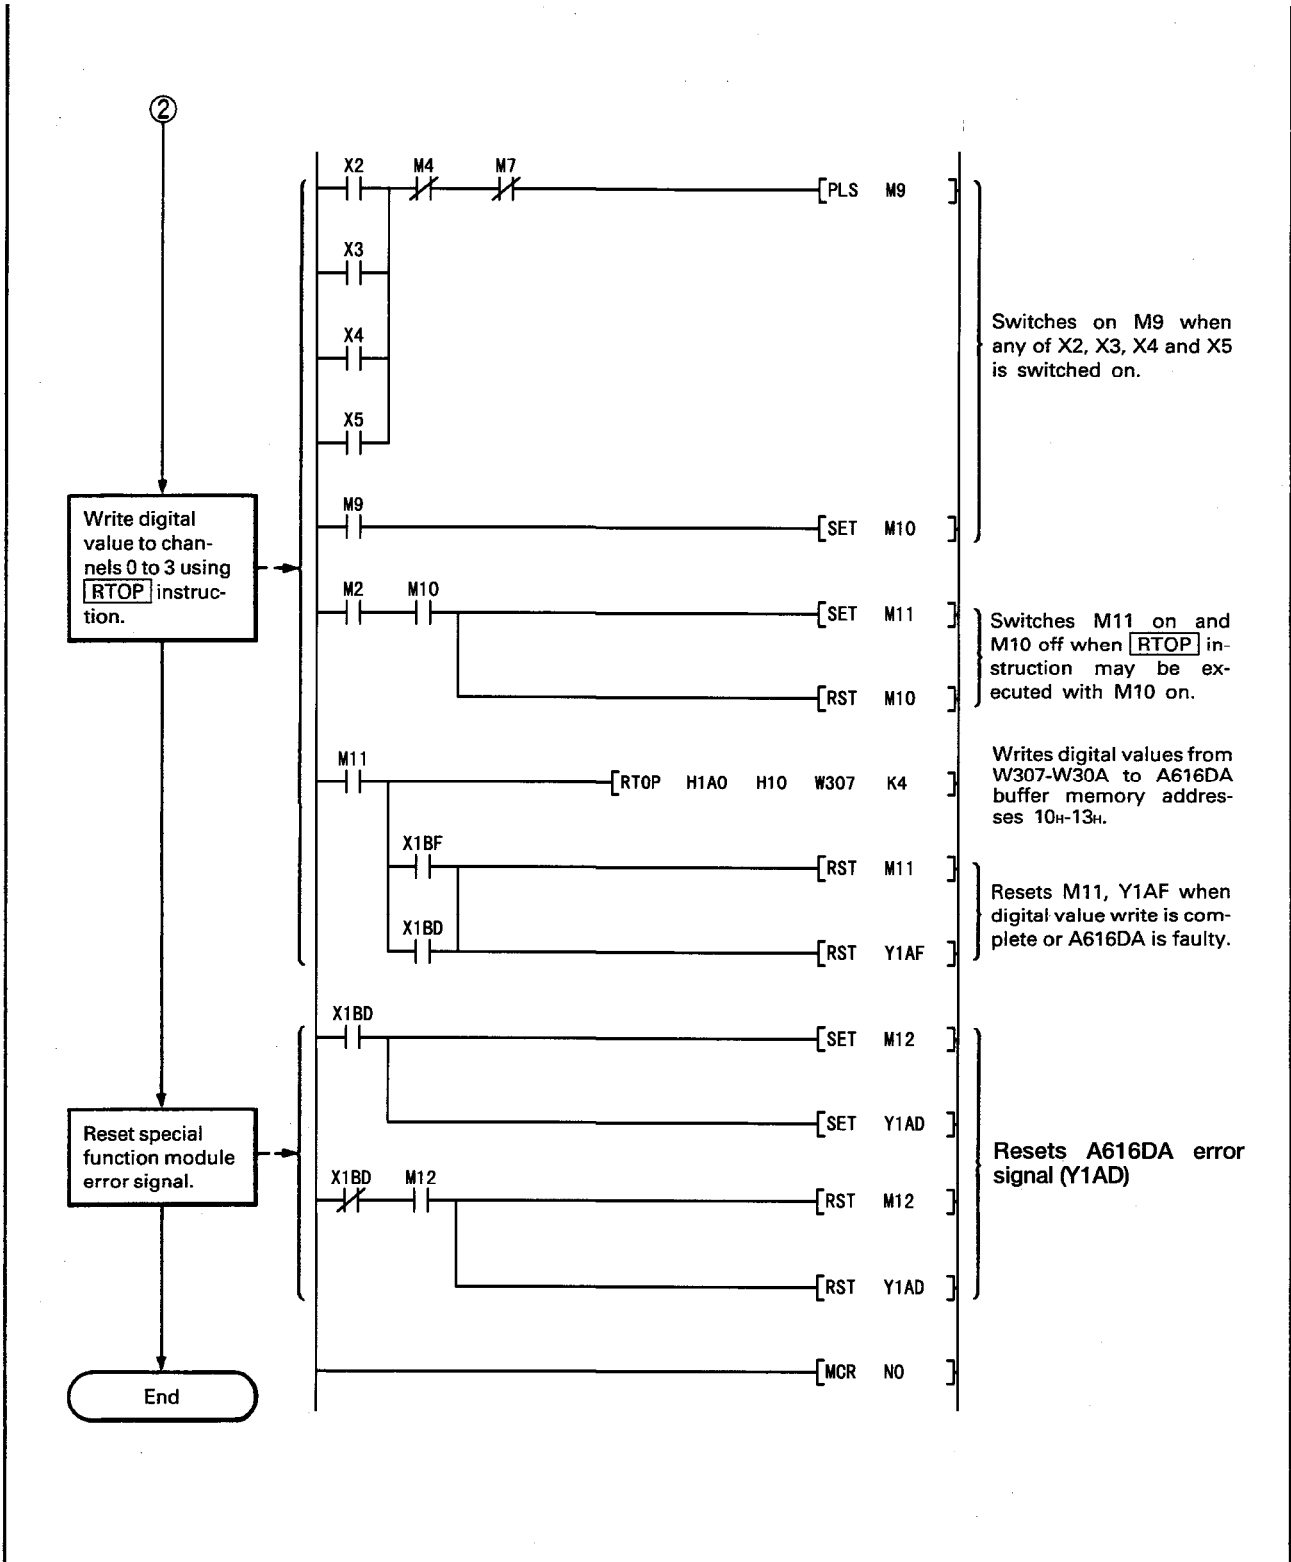 2
X2 M4 M7
[PLS M9 ]
X3
X4
X5
Switches on M9 when
any of X2, X3, X4 and X5
is switched on.
M9
[SET M10 ]
Write digital
value to chan-
nels 0 to 3 using
RTOP instruc-
tion.
M2 M10
[SET M11 ]
[RST M10 ]
Switches M11 on and
M10 off when RTOP in-
struction may be ex-
ecuted with M10 on.
M11
[RTOP H1A0 H10 W307 K4 ]
Writes digital values from
W307-W30A to A616DA
buffer memory addres-
ses 10H-13H.
X1BF
[RST M11 ]
X1BD
[RST Y1AF ]
Resets M11, Y1AF when
digital value write is com-
plete or A616DA is faulty.
X1BD
[SET M12 ]
[SET Y1AD ]
Reset special
function module
error signal.
X1BD M12
[RST M12 ]
[RST Y1AD ]
Resets A616DA error
signal (Y1AD)
[MCR N0 ]
End